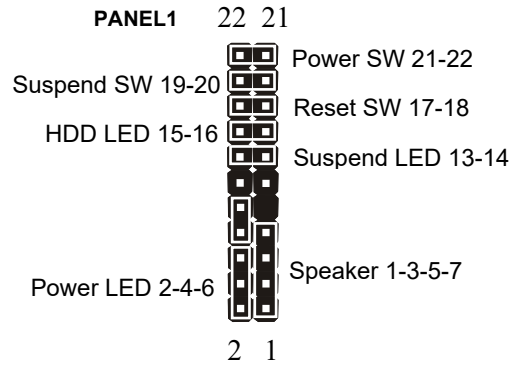 PANEL1 22 21
Power SW 21-22
Suspend SW 19-20
Reset SW 17-18
HDD LED 15-16
Suspend LED 13-14
Speaker 1-3-5-7
Power LED 2-4-6
2 1